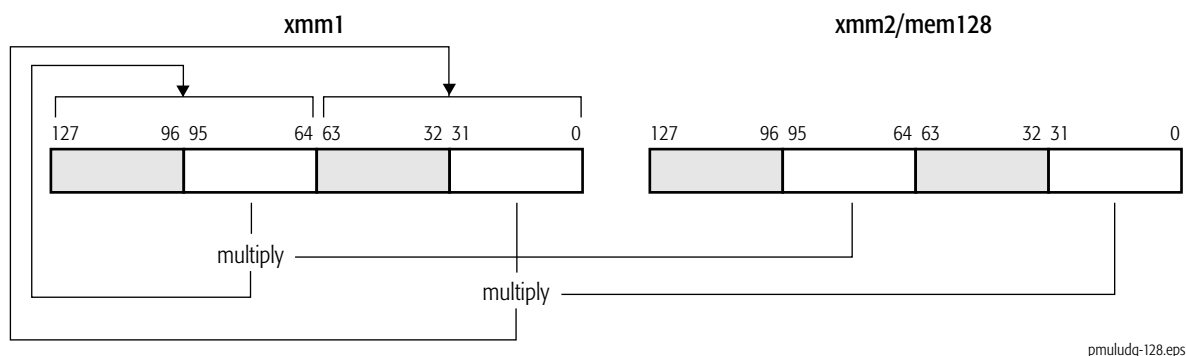 xmm1 xmm2/mem128
127 96 95 64 63 32 31 0 127 96 95 64 63 32 31 0
multiply
multiply
pmuludq-128.eps